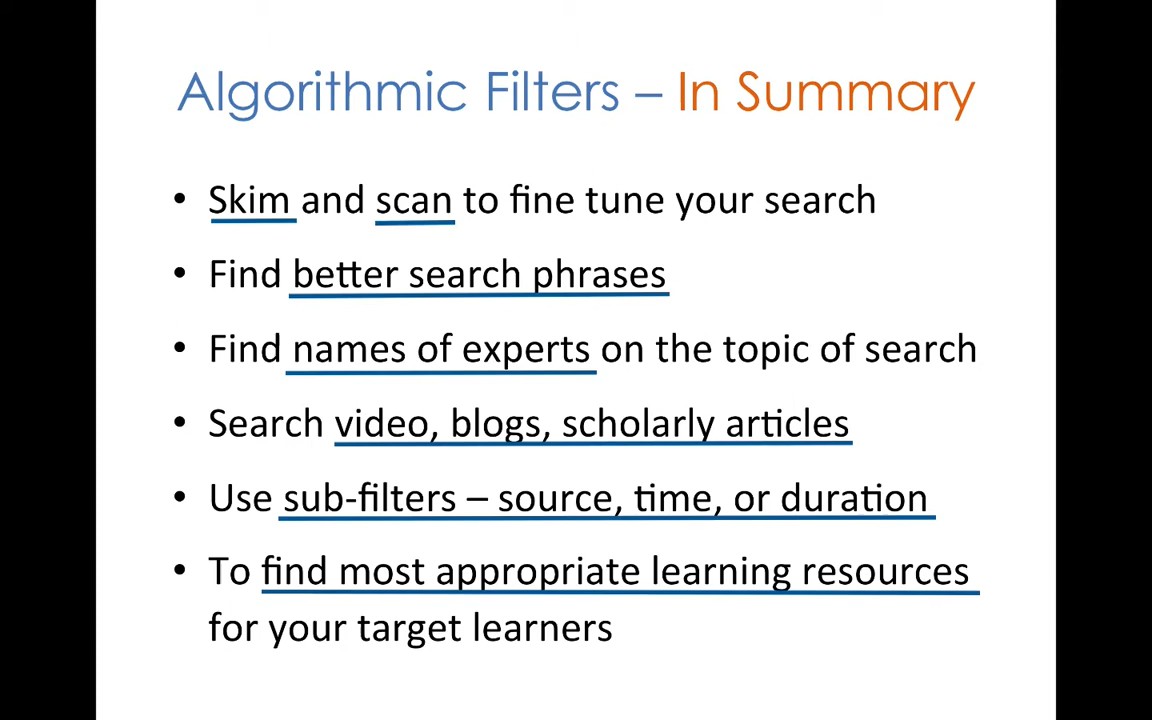 Algorithmic Filters – In Summary
• Skim and scan to fine tune your search
• Find better search phrases
• Find names of experts on the topic of search
• Search video, blogs, scholarly articles
• Use sub-filters – source, time, or duration
• To find most appropriate learning resources
for your target learners